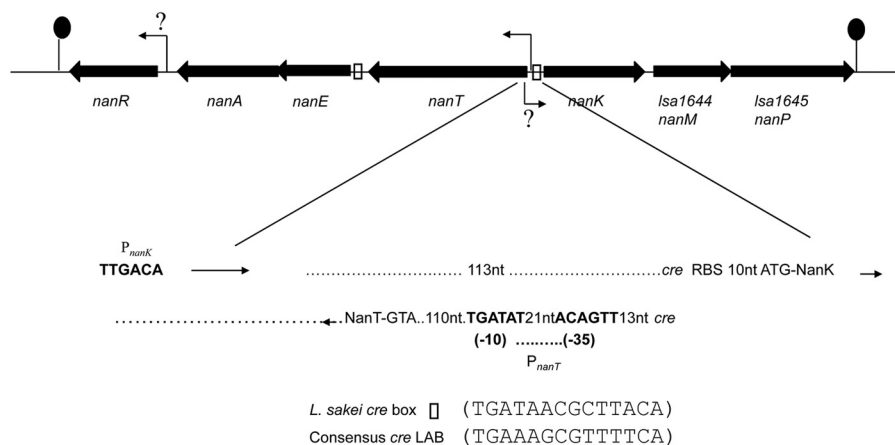 ? 
nanR nanA nanE nanT nanK lsa1644 lsa1645
? nanM nanP
PnanK
TTGACA ........................................ 113nt ........................................ cre RBS 10nt ATG-NanK
........................................ NanT-GTA..110nt.TGATAT21ntACAGTT13nt cre
(-10) ......... (-35)
PnanT
L. sakei cre box (TGATAACGCTTACA)
Consensus cre LAB (TGAAAGCGTTTTCA)